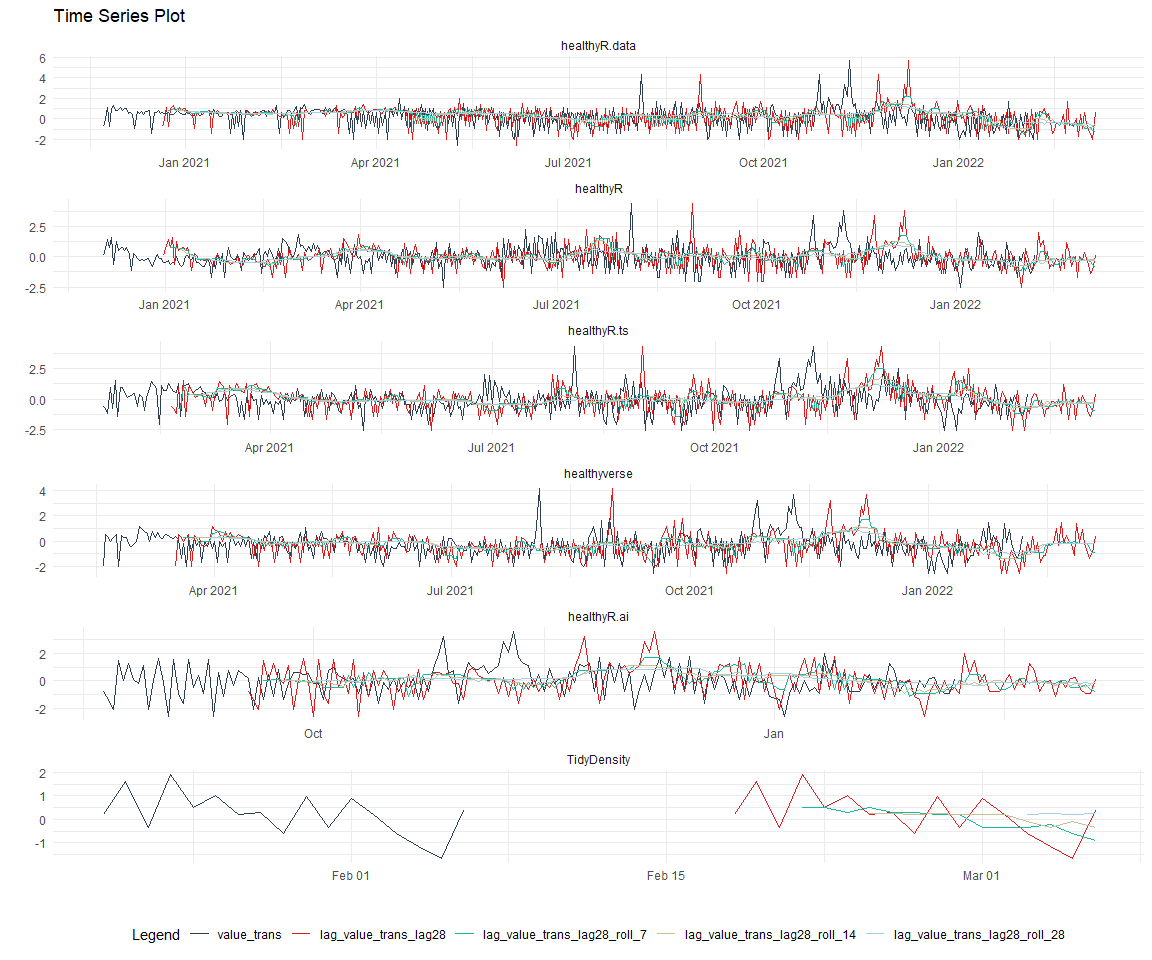 Time Series Plot
healthyR.data
6
4
2
0
-2
Jan 2021 Apr 2021 Jul 2021 Oct 2021 Jan 2022
healthyR
2.5
0.0
-2.5
Jan 2021 Apr 2021 Jul 2021 Oct 2021 Jan 2022
healthyR.ts
2.5
0.0
-2.5
Apr 2021 Jul 2021 Oct 2021 Jan 2022
healthyverse
4
2
0
-2
Apr 2021 Jul 2021 Oct 2021 Jan 2022
healthyR.ai
2
0
-2
Oct Jan
TidyDensity
2
1
0
-1
Feb 01 Feb 15 Mar 01
Legend value_trans lag_value_trans_lag28 lag_value_trans_lag28_roll_7 lag_value_trans_lag28_roll_14 lag_value_trans_lag28_roll_28